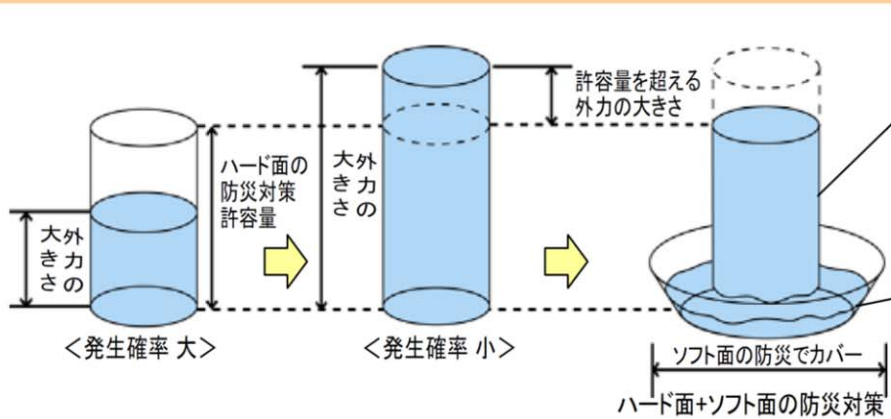 外力の
大きさ
<発生確率 大>
ハード面の
防災対策
許容量
外力の
大きさ
<発生確率 小>
許容量を超える
外力の大きさ
ソフト面の防災でカバー
ハード面+ソフト面の防災対策